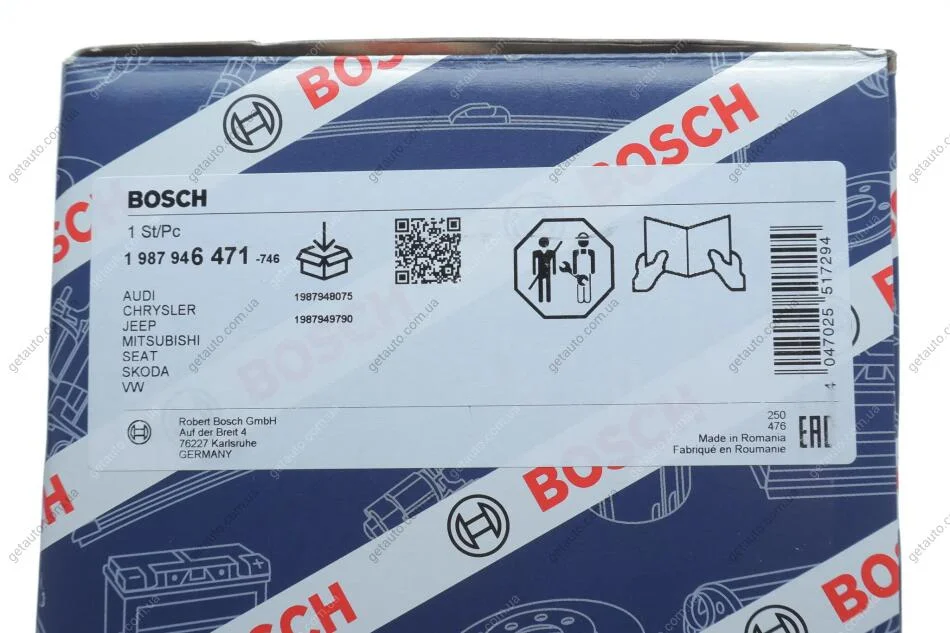 BOSCH
BOSCH
BOSCH
1 St/Pc
1 987 946 471 -746
1987948075
1987949790
AUDI
CHRYSLER
JEEP
MITSUBISHI
SEAT
SKODA
VW
4 047025 517294
Robert Bosch GmbH
Auf der Breit 4
76227 Karlsruhe
GERMANY
250
476
Made in Romania
Fabriqué en Roumanie
EAC
BOSCH
BOSCH
BOSCH
getauto.com.ua